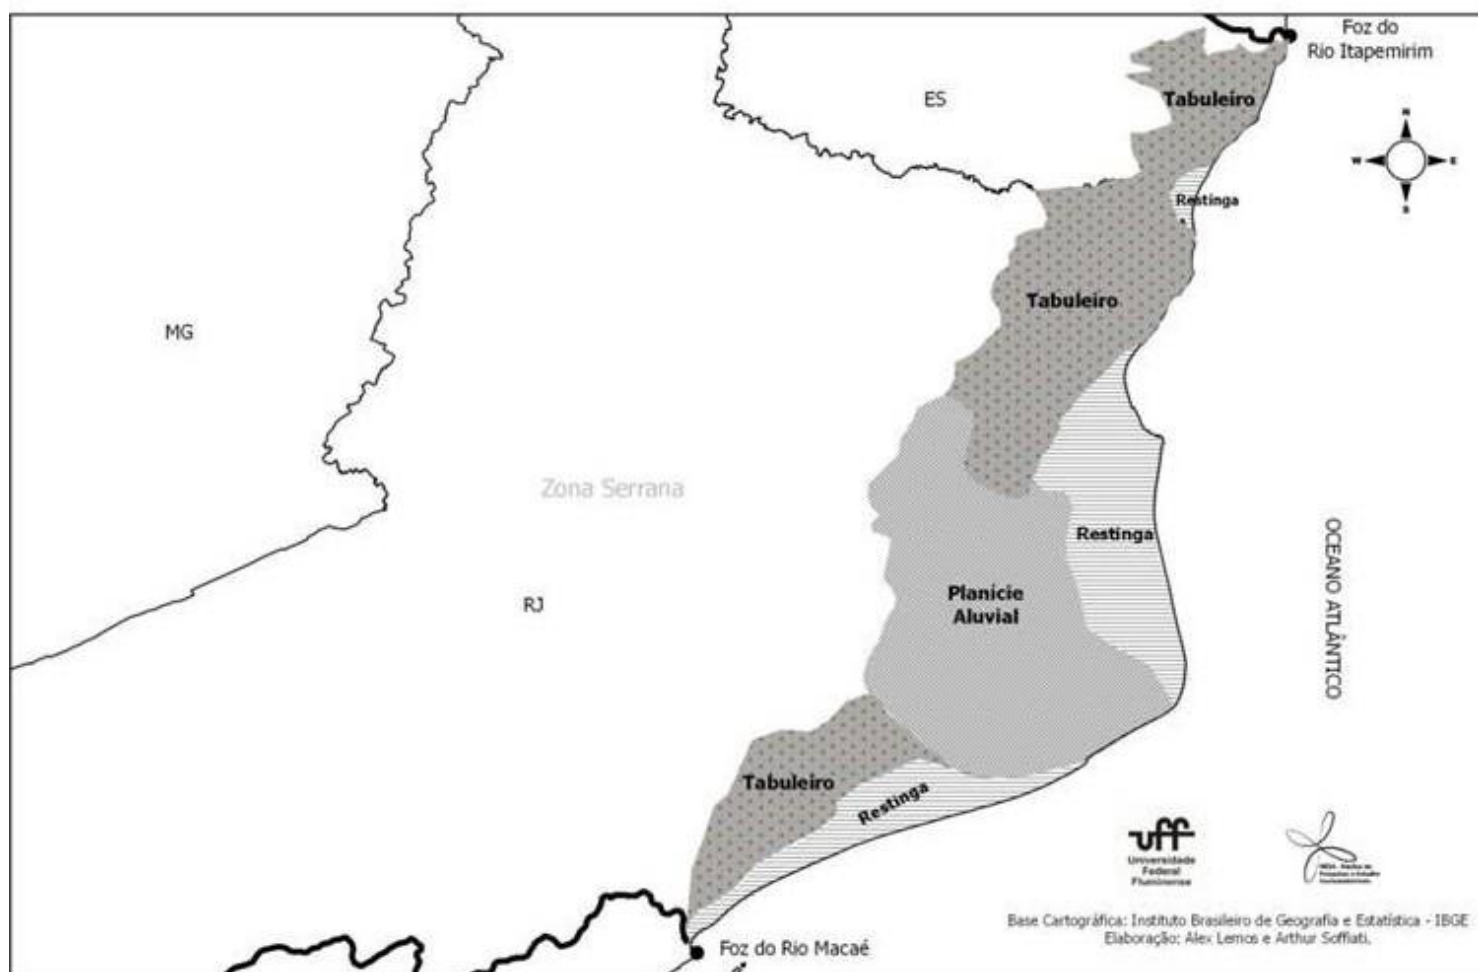 Foz do
Rio Itapemirim
ES
Tabuleiro
N
W
E
S
Restinga
Tabuleiro
MG
Zona Serrana
Restinga
OCEANO ATLÂNTICO
Planície
Aluvial
RJ
Tabuleiro
Restinga
uff
Universidade
Federal
Fluminense
Base Cartográfica: Instituto Brasileiro de Geografia e Estatística - IBGE
Elaboração: Alex Lemos e Arthur Soffiati.
Foz do Rio Macaé